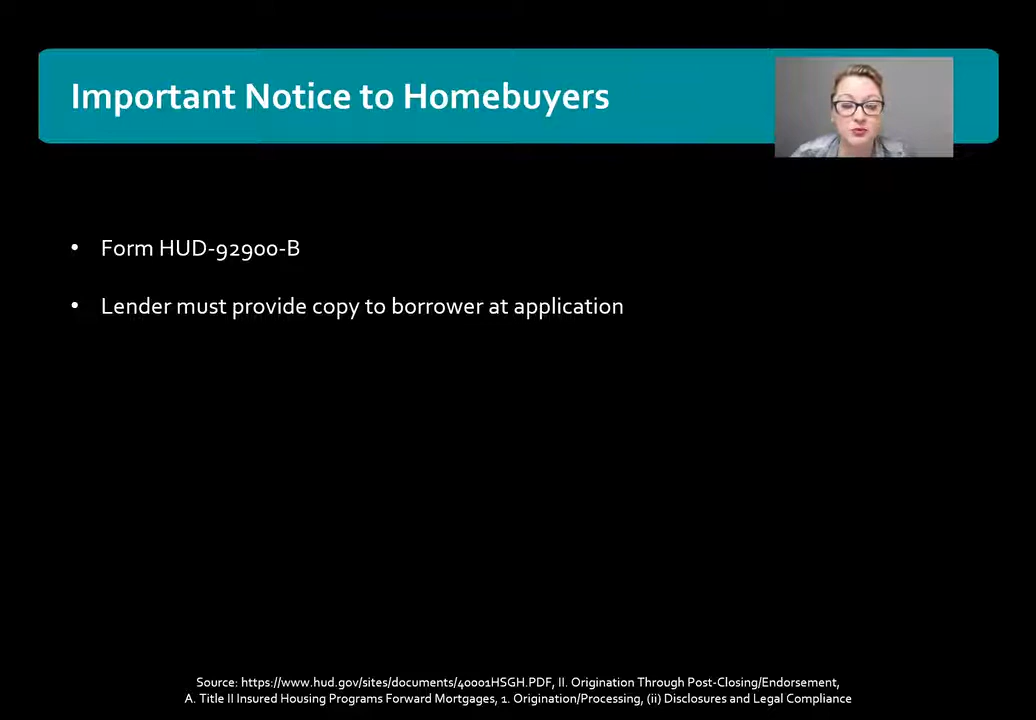 Important Notice to Homebuyers
• Form HUD-92900-B
• Lender must provide copy to borrower at application
Source: https://www.hud.gov/sites/documents/40001HSGH.PDF, II. Origination Through Post-Closing/Endorsement,
A. Title II Insured Housing Programs Forward Mortgages, 1. Origination/Processing, (ii) Disclosures and Legal Compliance